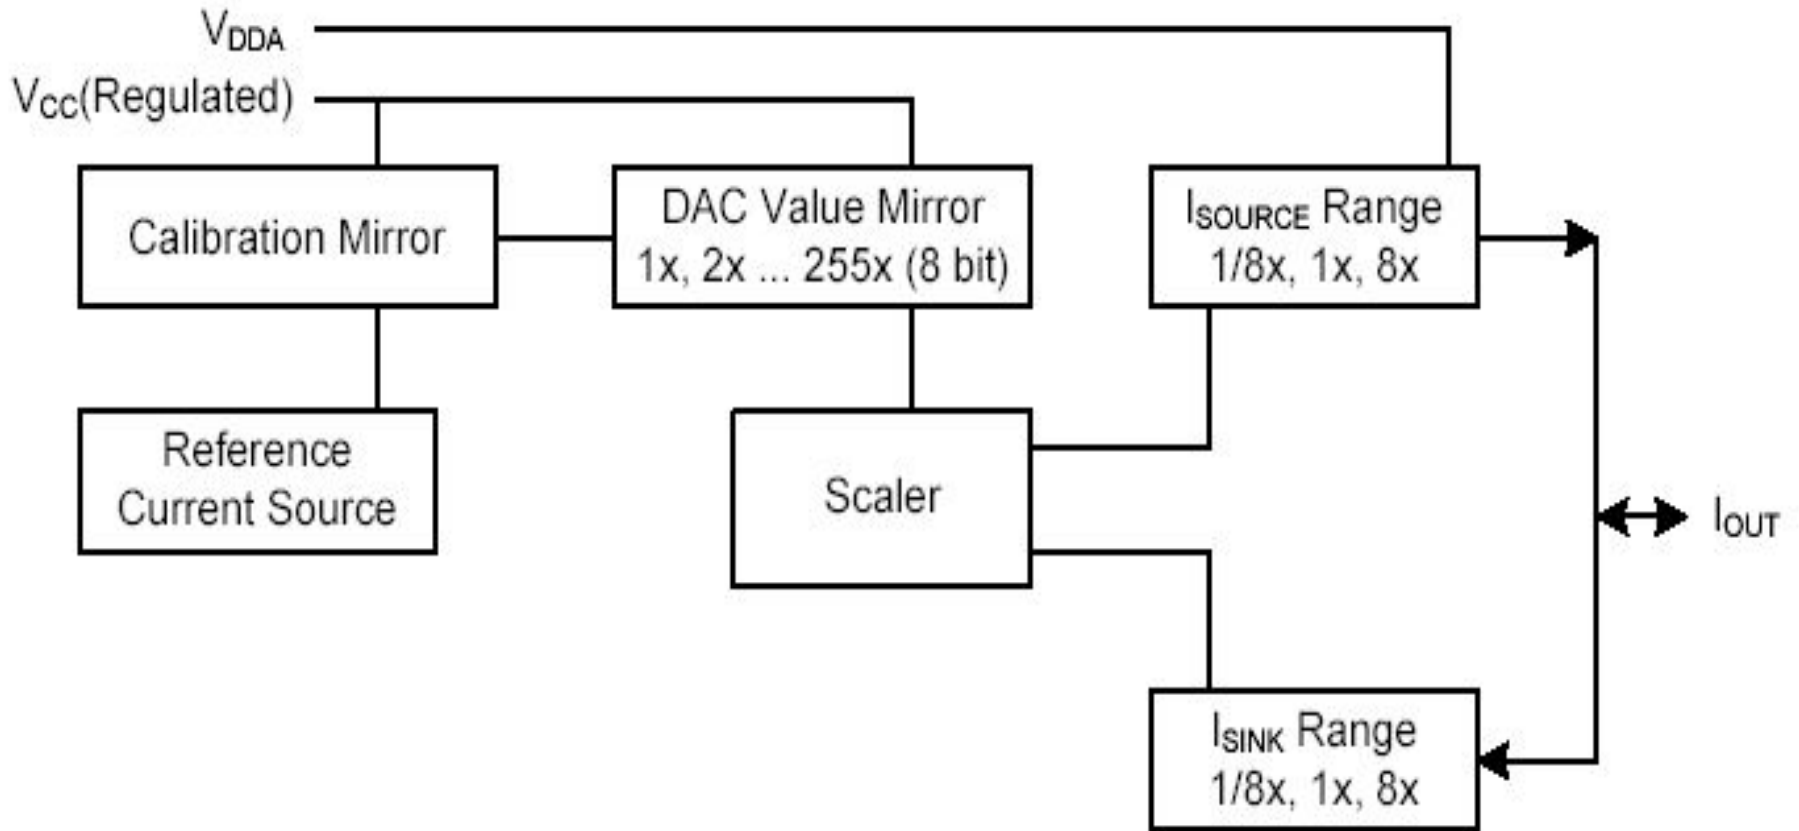 VDDA
VCC(Regulated)
Calibration Mirror
DAC Value Mirror
1x, 2x ... 255x (8 bit)
ISOURCE Range
1/8x, 1x, 8x
Reference
Current Source
Scaler
IOUT
ISINK Range
1/8x, 1x, 8x